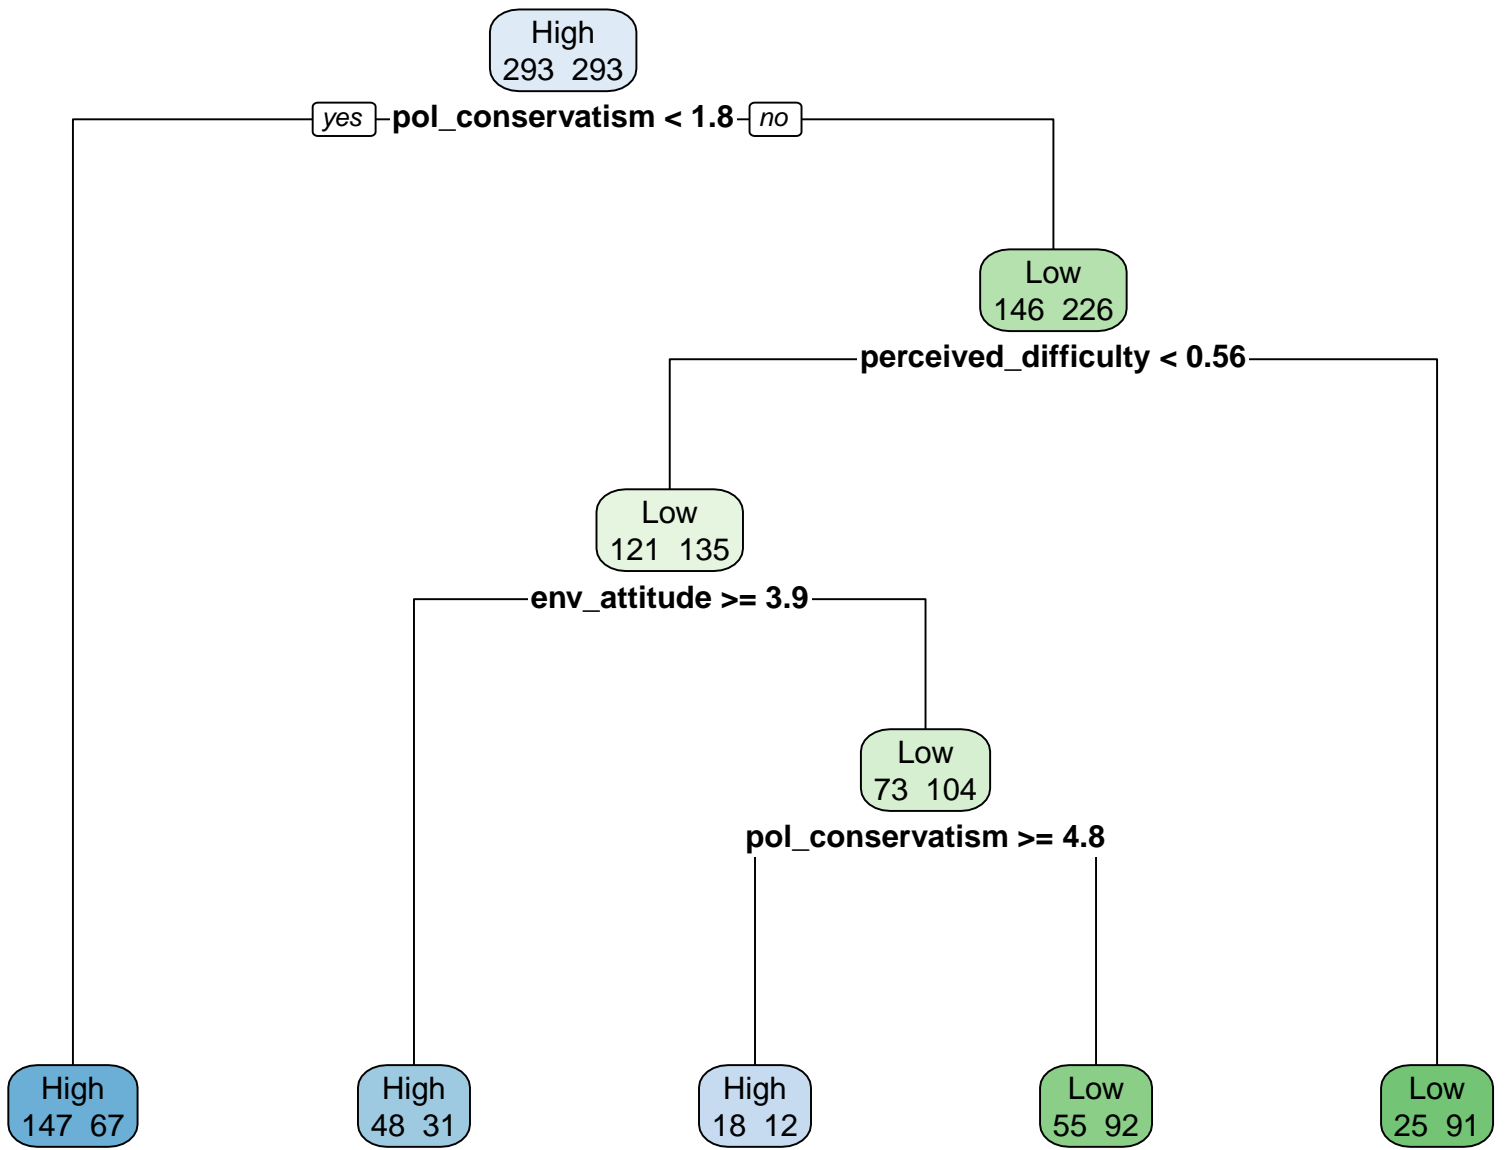 High
293 293
yes pol_conservatism < 1.8 no
Low
146 226
perceived_difficulty < 0.56
Low
121 135
env_attitude >= 3.9
Low
73 104
pol_conservatism >= 4.8
High
147 67
High
48 31
High
18 12
Low
55 92
Low
25 91